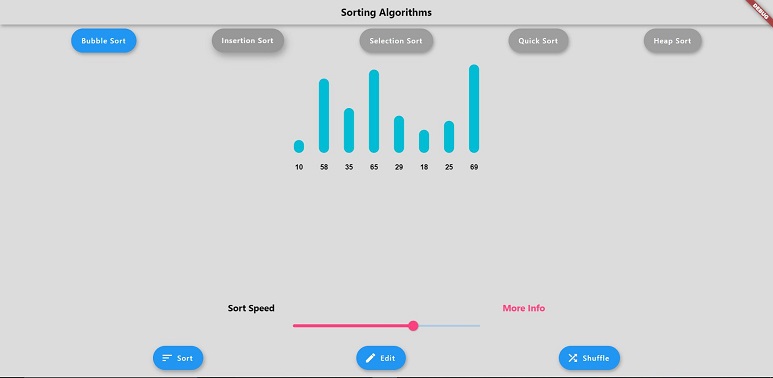 Sorting Algorithms
DEBUG
Bubble Sort
Insertion Sort
Selection Sort
Quick Sort
Heap Sort
10 58 35 65 29 18 25 69
Sort Speed
More Info
Sort
Edit
Shuffle